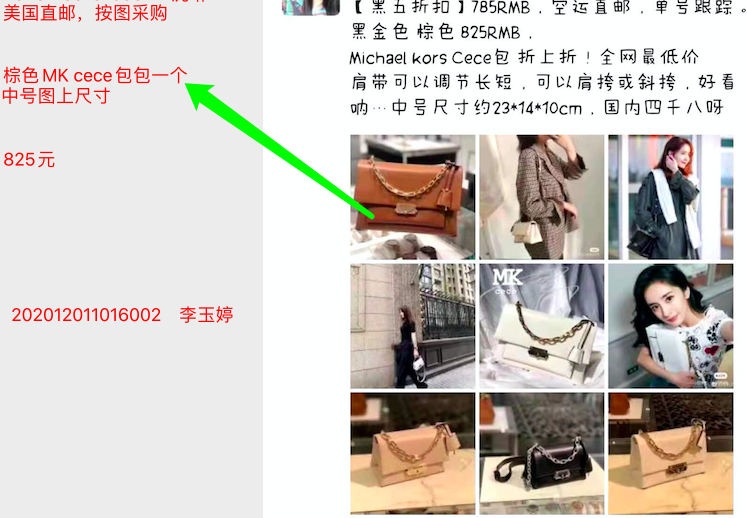 美国直邮，按图采购
棕色MK cece包包一个
中号图上尺寸
825元
202012011016002 李玉婷
【黑五折扣】785RMB，空运直邮，单号跟踪。
黑金色 棕色 825RMB，
Michael kors Cece包 折上折！全网最低价
肩带可以调节长短，可以肩挎或斜挎，好看
呐…中号尺寸约23*14*10cm，国内四千八呀
MK
cece